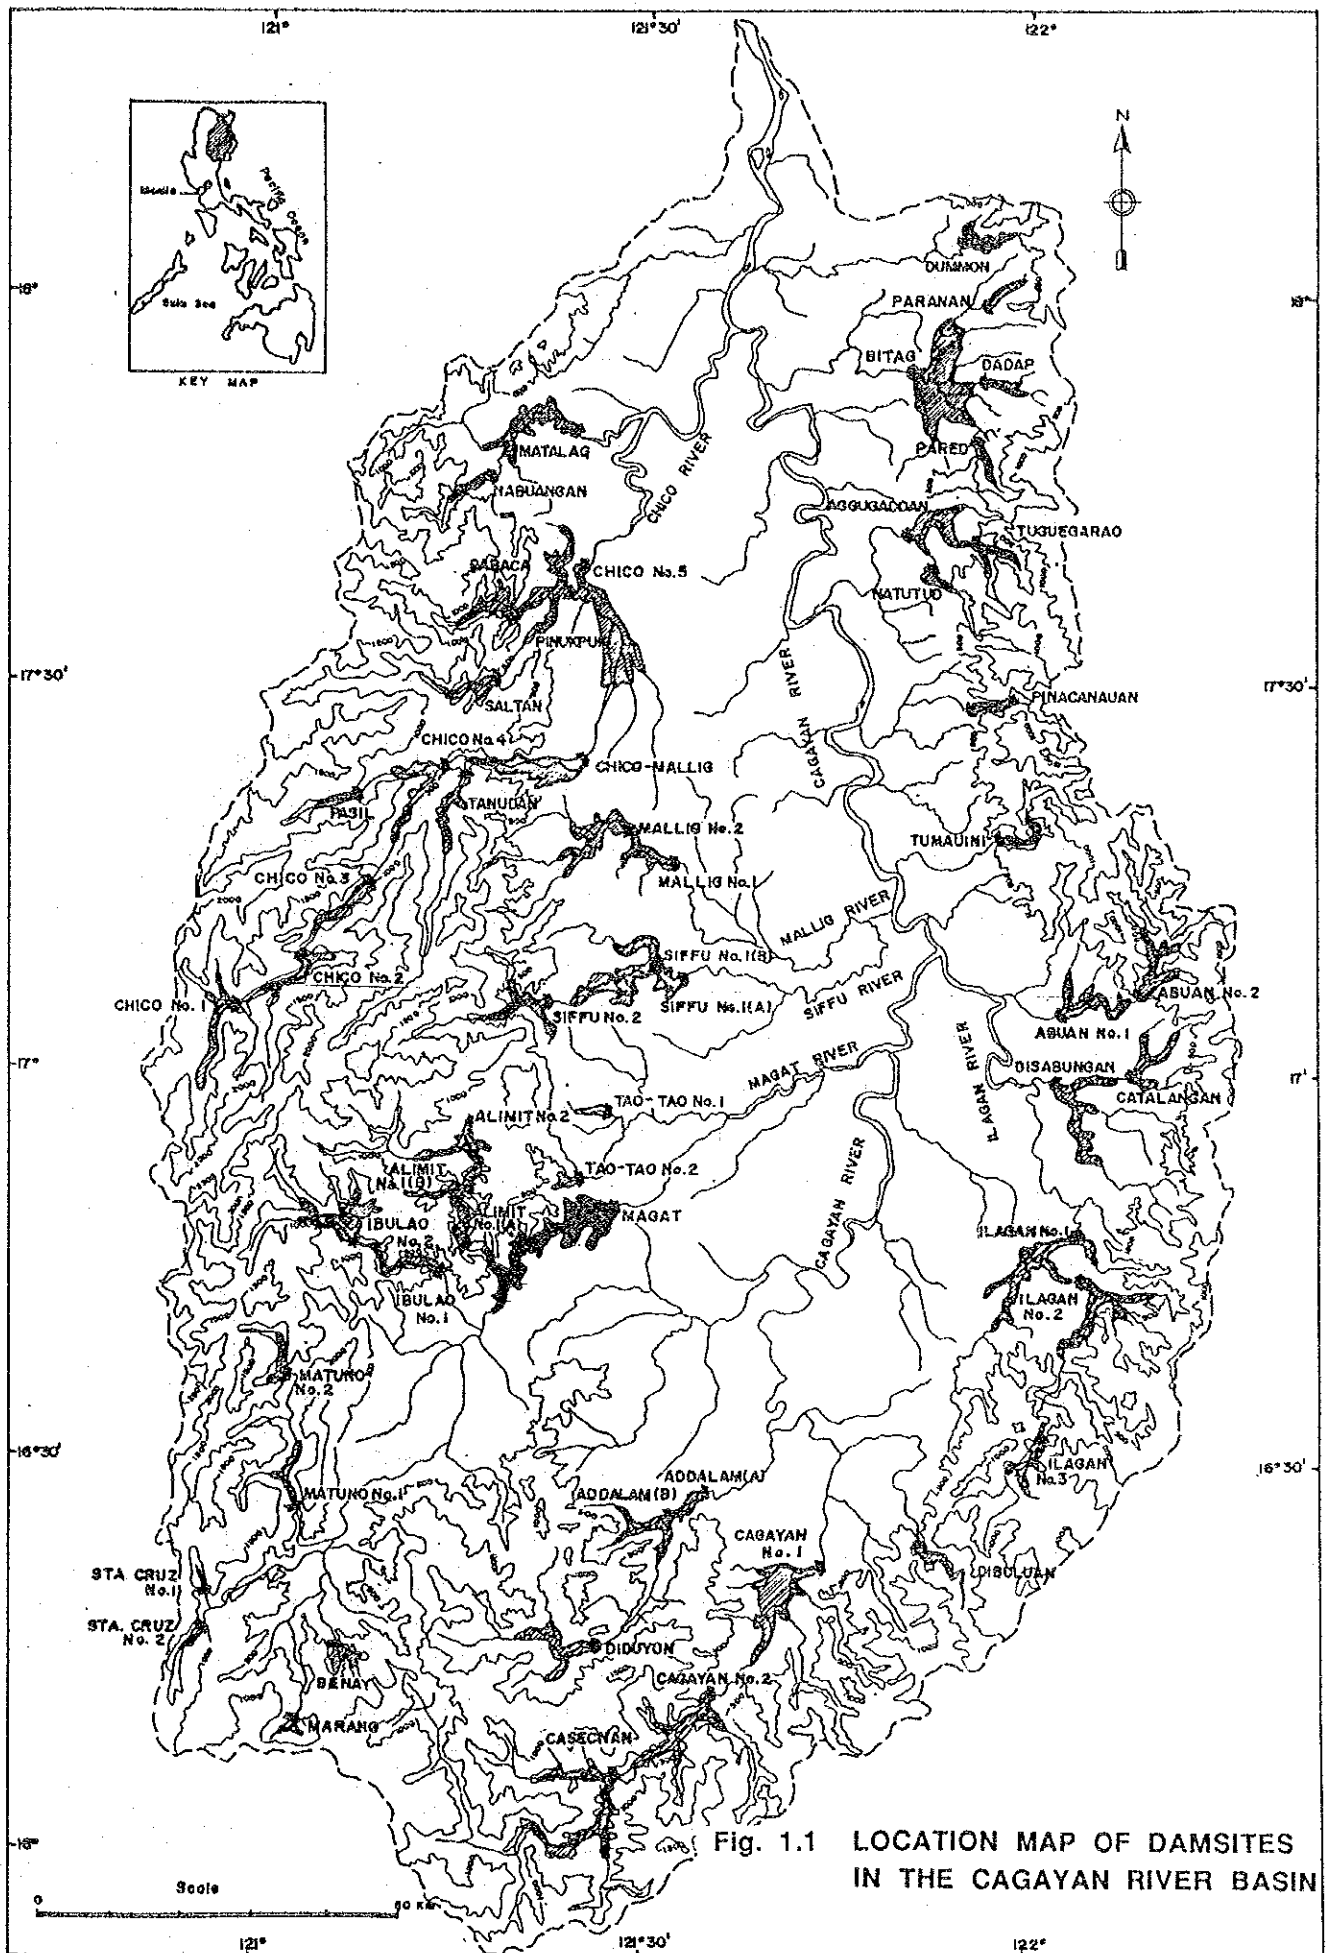 121°
121°30'
122°
N
Manila
Pacific Ocean
Sulu Sea
KEY MAP
18°
18°
DUMMON
PARANAN
BITAG
DADAP
PARED
MATALAG
NABUANGAN
CHICO RIVER
AGGUGADDAN
TUGUEGARAO
NATUTUD
CHICO No.5
PINUKPUK
17°30'
17°30'
SALTAN
PINACANAUAN
CAGAYAN RIVER
CHICO No.4
CHICO-MALLIG
PASIL
TANUDAN
MALLIG No.2
MALLIG No.1
TUMAUINI
CHICO No.3
MALLIG RIVER
SIFFU No.1(B)
CHICO No.2
SIFFU No.1(A)
SIFFU RIVER
CHICO No.1
SIFFU No.2
ABUAN No.2
ABUAN No.1
17°
17°
MAGAT RIVER
ILAGAN RIVER
DISABUNGAN
CATALANGAN
TAO-TAO No.1
ALIMIT No.2
ALIMIT
No.1(B)
TAO-TAO No.2
IBULAO
No.2
ALIMIT
No.1(A)
MAGAT
CAGAYAN RIVER
ILAGAN No.1
IBULAO
No.1
ILAGAN
No.2
MATUNO
No.2
16°30'
16°30'
ILAGAN
No.3
MATUNO No.1
ADDALAM(A)
ADDALAM(B)
CAGAYAN
No.1
DIBULUAN
STA CRUZ
No.1
STA. CRUZ
No.2
DIDUYON
BENAY
CAGAYAN No.2
MARANG
CASECNAN
16°
Fig. 1.1 LOCATION MAP OF DAMSITES
IN THE CAGAYAN RIVER BASIN
Scale
0
50 Km
121°
121°30'
122°